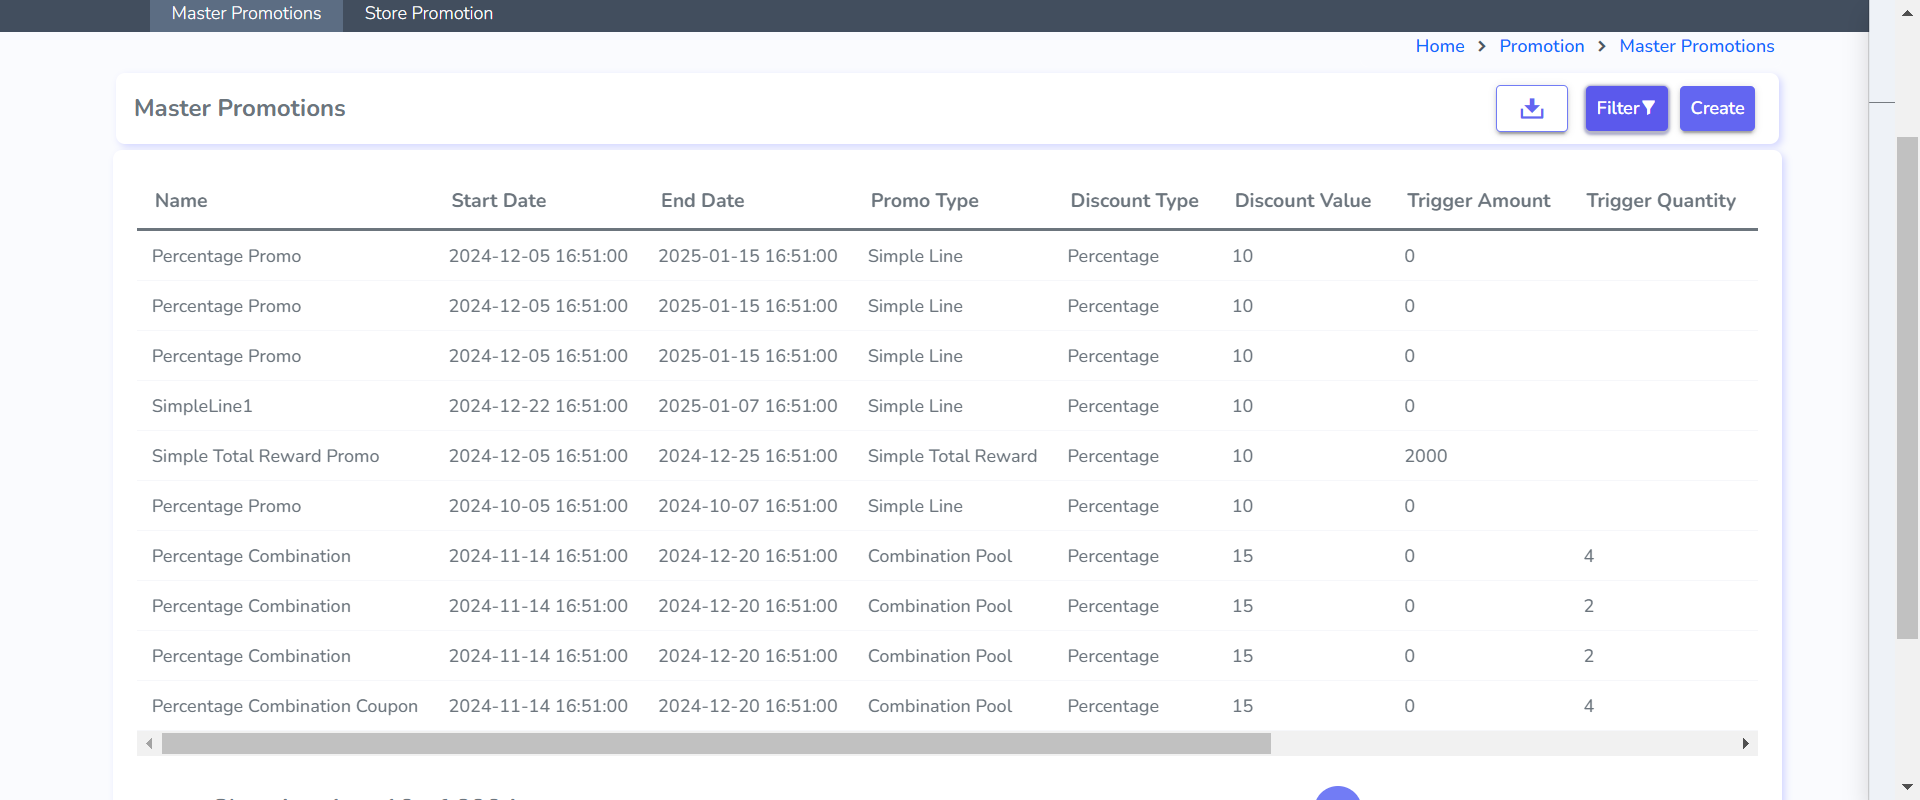 Master Promotions Store Promotion
Home > Promotion > Master Promotions
Master Promotions
Filter Create
Name Start Date End Date Promo Type Discount Type Discount Value Trigger Amount Trigger Quantity
Percentage Promo 2024-12-05 16:51:00 2025-01-15 16:51:00 Simple Line Percentage 10 0
Percentage Promo 2024-12-05 16:51:00 2025-01-15 16:51:00 Simple Line Percentage 10 0
Percentage Promo 2024-12-05 16:51:00 2025-01-15 16:51:00 Simple Line Percentage 10 0
SimpleLine1 2024-12-22 16:51:00 2025-01-07 16:51:00 Simple Line Percentage 10 0
Simple Total Reward Promo 2024-12-05 16:51:00 2024-12-25 16:51:00 Simple Total Reward Percentage 10 2000
Percentage Promo 2024-10-05 16:51:00 2024-10-07 16:51:00 Simple Line Percentage 10 0
Percentage Combination 2024-11-14 16:51:00 2024-12-20 16:51:00 Combination Pool Percentage 15 0 4
Percentage Combination 2024-11-14 16:51:00 2024-12-20 16:51:00 Combination Pool Percentage 15 0 2
Percentage Combination 2024-11-14 16:51:00 2024-12-20 16:51:00 Combination Pool Percentage 15 0 2
Percentage Combination Coupon 2024-11-14 16:51:00 2024-12-20 16:51:00 Combination Pool Percentage 15 0 4